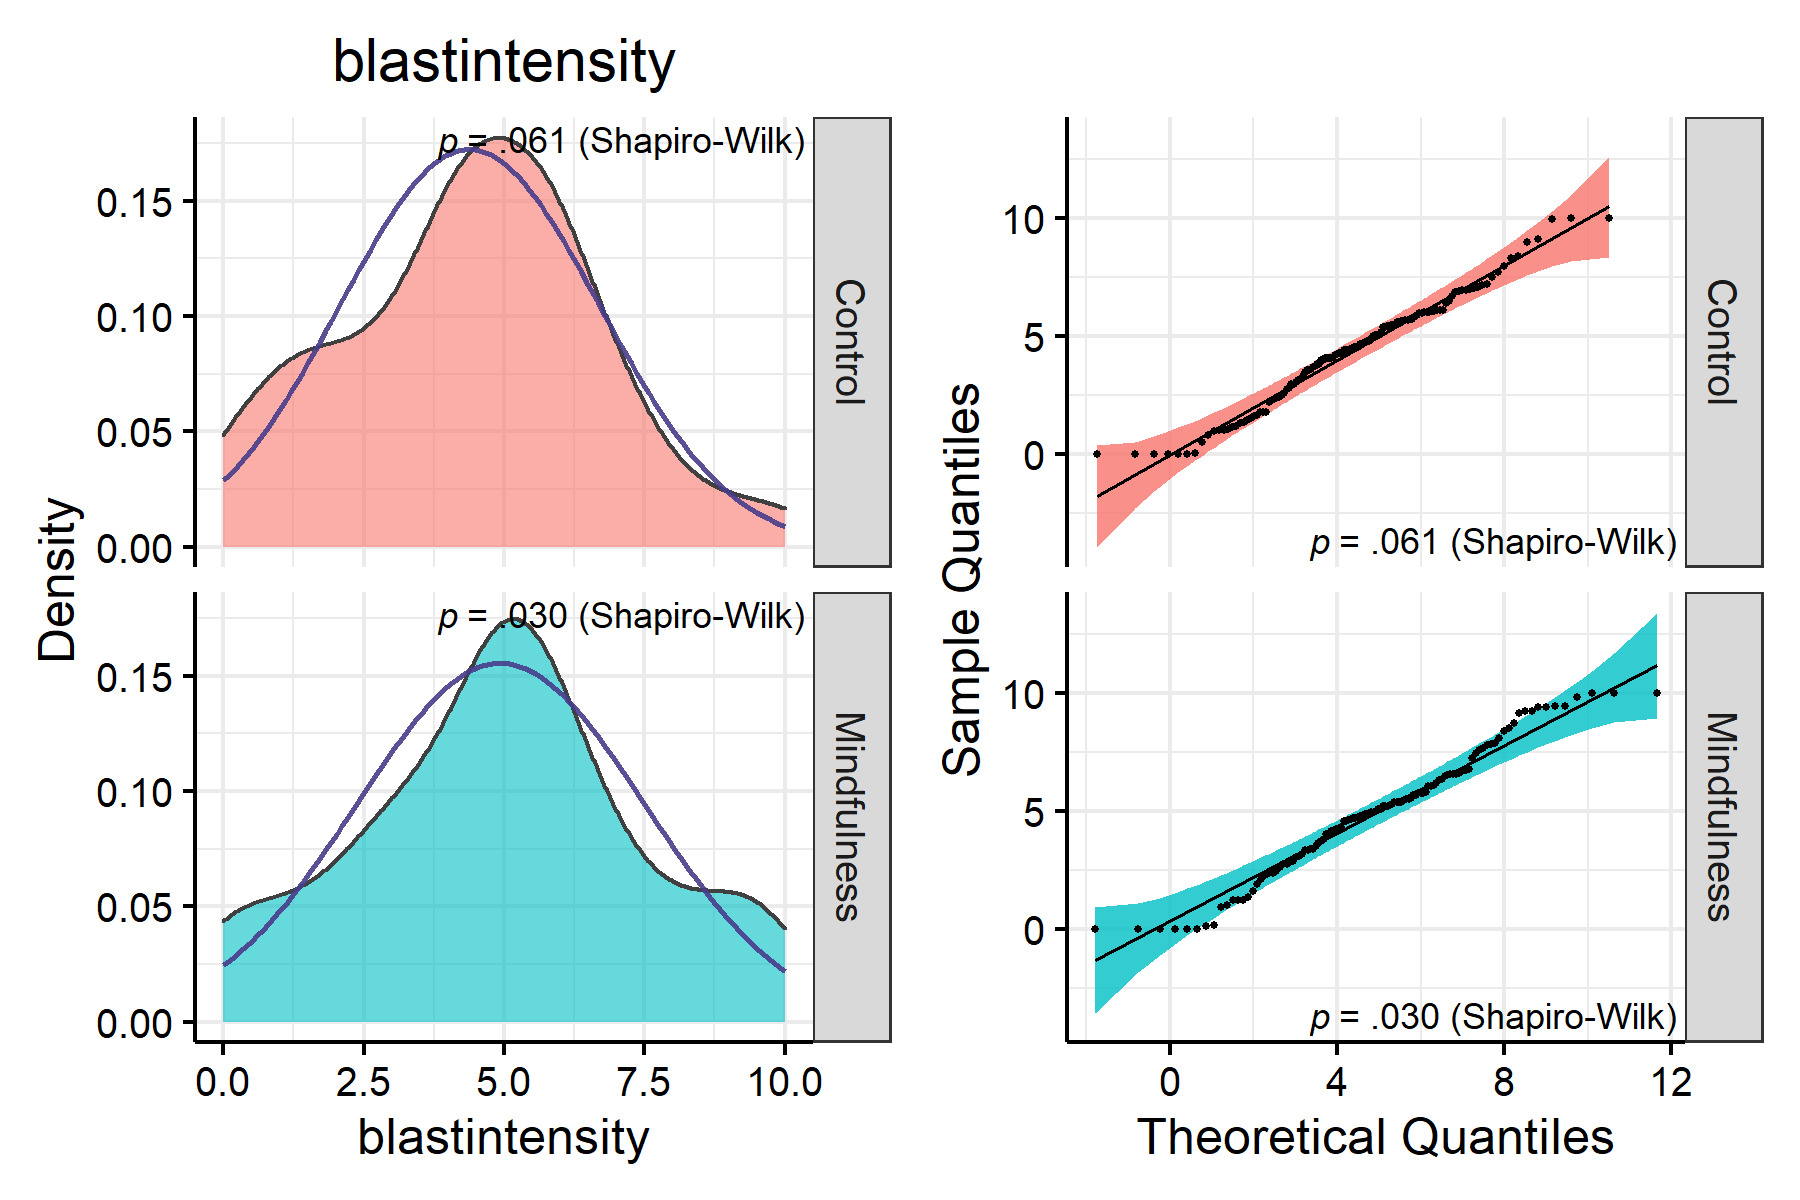 blastintensity
p = .061 (Shapiro-Wilk)
0.15
0.10
0.05
0.00
Control
p = .030 (Shapiro-Wilk)
0.15
0.10
0.05
0.00
Mindfulness
Density
0.0 2.5 5.0 7.5 10.0
blastintensity
10
5
0
p = .061 (Shapiro-Wilk)
Control
10
5
0
p = .030 (Shapiro-Wilk)
Mindfulness
Sample Quantiles
0 4 8 12
Theoretical Quantiles